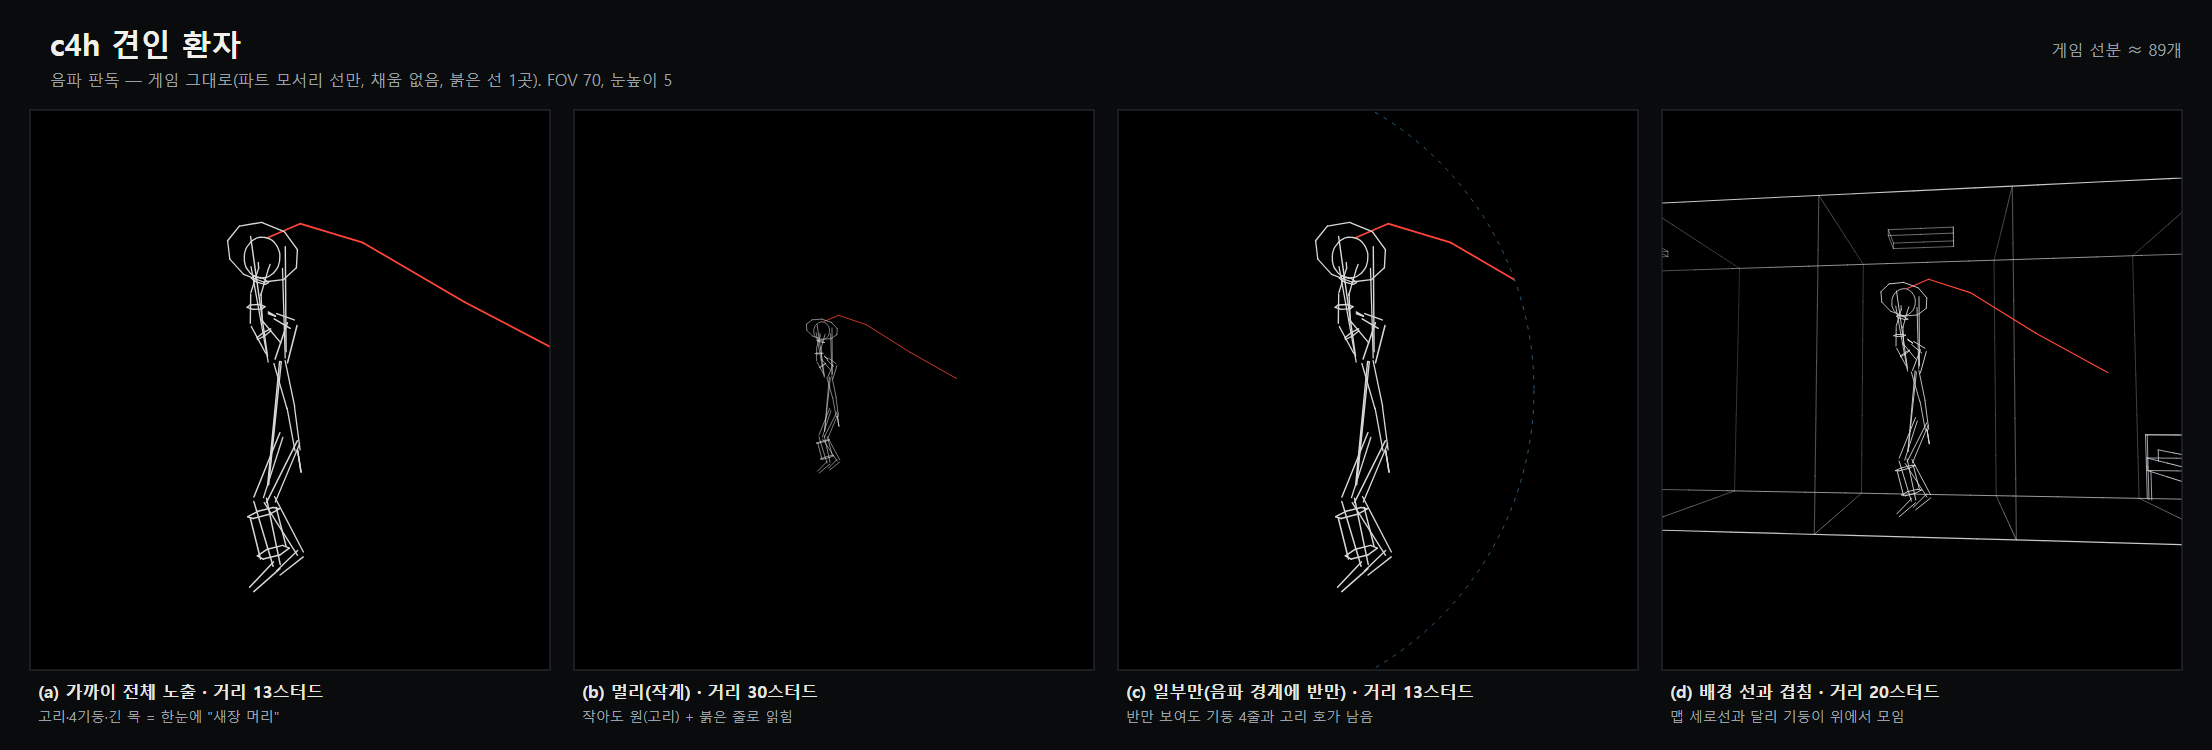 c4h 견인 환자
게임 선분 ≈ 89개
음파 판독 — 게임 그대로(파트 모서리 선만, 채움 없음, 붉은 선 1곳). FOV 70, 눈높이 5
(a) 가까이 전체 노출 · 거리 13스터드
고리·4기둥·긴 목 = 한눈에 "새장 머리"
(b) 멀리(작게) · 거리 30스터드
작아도 원(고리) + 붉은 줄로 읽힘
(c) 일부만(음파 경계에 반만) · 거리 13스터드
반만 보여도 기둥 4줄과 고리 호가 남음
(d) 배경 선과 겹침 · 거리 20스터드
맵 세로선과 달리 기둥이 위에서 모임